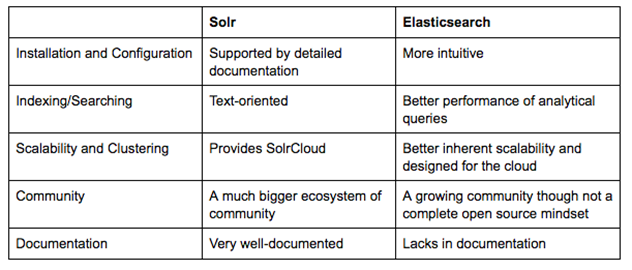 Solr Elasticsearch
Installation and Configuration Supported by detailed More intuitive
documentation
Indexing/Searching Text-oriented Better performance of analytical
queries
Scalability and Clustering Provides SolrCloud Better inherent scalability and
designed for the cloud
Community A much bigger ecosystem of A growing community though not a
community complete open source mindset
Documentation Very well-documented Lacks in documentation